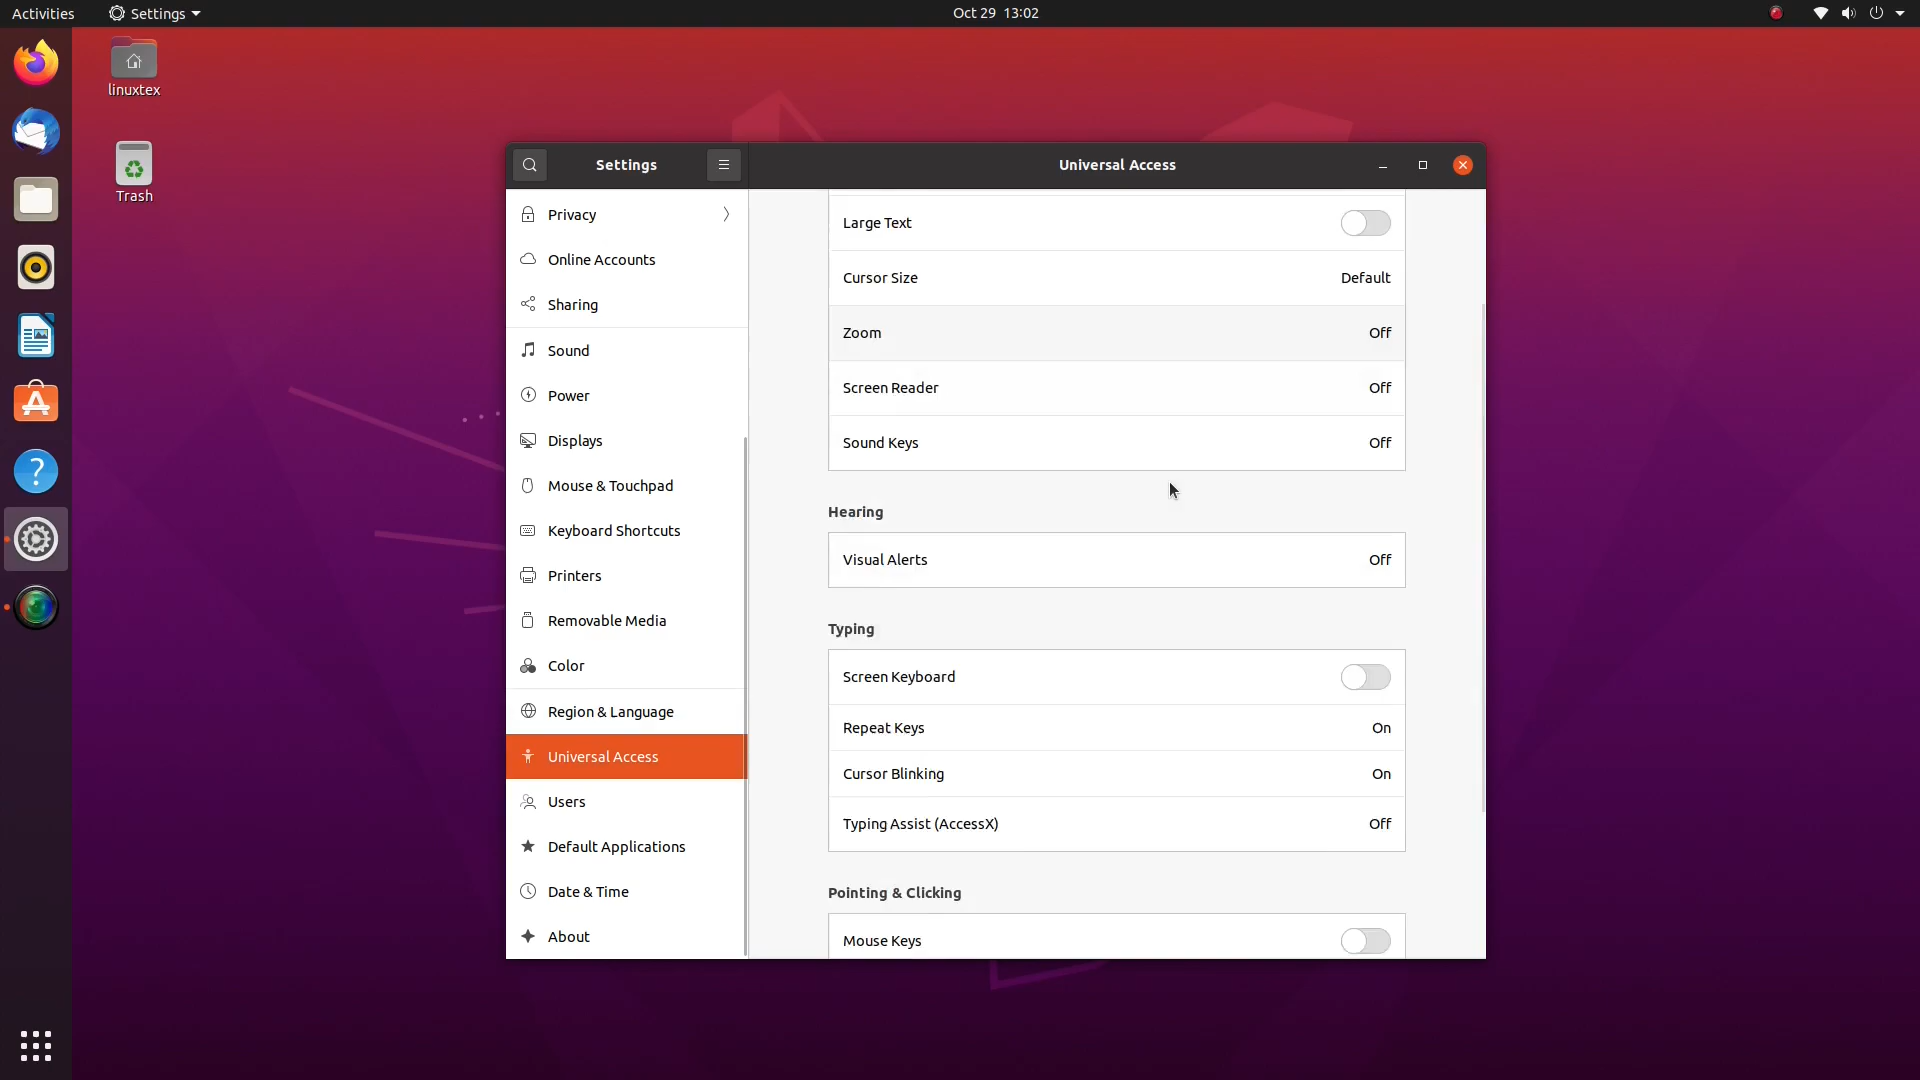 Activities
Settings
Oct 29 13:02
linuxtex
Trash
Settings
Universal Access
Privacy
Online Accounts
Sharing
Sound
Power
Displays
Mouse & Touchpad
Keyboard Shortcuts
Printers
Removable Media
Color
Region & Language
Universal Access
Users
Default Applications
Date & Time
About
Large Text
Cursor Size Default
Zoom Off
Screen Reader Off
Sound Keys Off
Hearing
Visual Alerts Off
Typing
Screen Keyboard
Repeat Keys On
Cursor Blinking On
Typing Assist (AccessX) Off
Pointing & Clicking
Mouse Keys